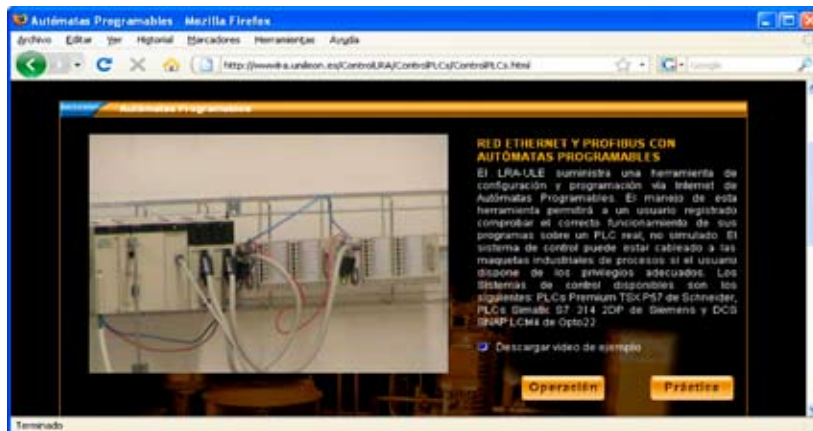 Autómatas Programables - Mozilla Firefox
Archivo Editar Ver Historial Marcadores Herramientas Ayuda
Google
Autómatas Programables
RED ETHERNET Y PROFIBUS CON
AUTÓMATAS PROGRAMABLES
El LRA-ULE suministra una herramienta de
configuración y programación vía Internet de
Autómatas Programables. El manejo de esta
herramienta permitirá a un usuario registrado
comprobar el correcto funcionamiento de sus
programas sobre un PLC real, no simulado. El
sistema de control puede estar cableado a las
maquetas industriales de procesos si el usuario
dispone de los privilegios adecuados. Los
Sistemas de control disponibles son los
siguientes: PLCs Premium TSX P57 de Schneider,
PLCs Simatic S7 314 2DP de Siemens y DCS
SNAP LCM4 de Opto22.
Descargar video de ejemplo
Operación
Práctica
Terminado